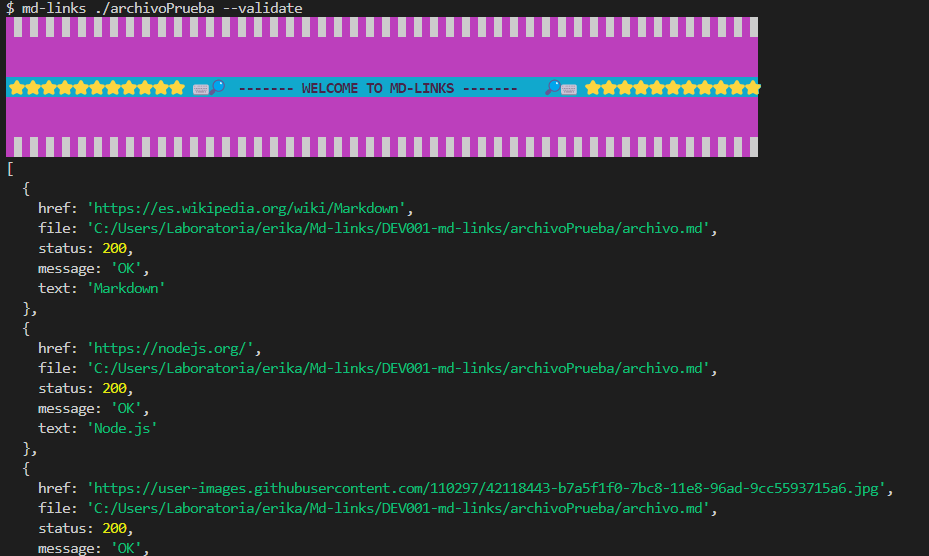 $ md-links ./archivoPrueba --validate
⭐⭐⭐⭐⭐⭐⭐⭐⭐⭐⭐ ⌨️🔎 ------- WELCOME TO MD-LINKS ------- 🔎⌨️ ⭐⭐⭐⭐⭐⭐⭐⭐⭐⭐⭐
[
  {
    href: 'https://es.wikipedia.org/wiki/Markdown',
    file: 'C:/Users/Laboratoria/erika/Md-links/DEV001-md-links/archivoPrueba/archivo.md',
    status: 200,
    message: 'OK',
    text: 'Markdown'
  },
  {
    href: 'https://nodejs.org/',
    file: 'C:/Users/Laboratoria/erika/Md-links/DEV001-md-links/archivoPrueba/archivo.md',
    status: 200,
    message: 'OK',
    text: 'Node.js'
  },
  {
    href: 'https://user-images.githubusercontent.com/110297/42118443-b7a5f1f0-7bc8-11e8-96ad-9cc5593715a6.jpg',
    file: 'C:/Users/Laboratoria/erika/Md-links/DEV001-md-links/archivoPrueba/archivo.md',
    status: 200,
    message: 'OK',